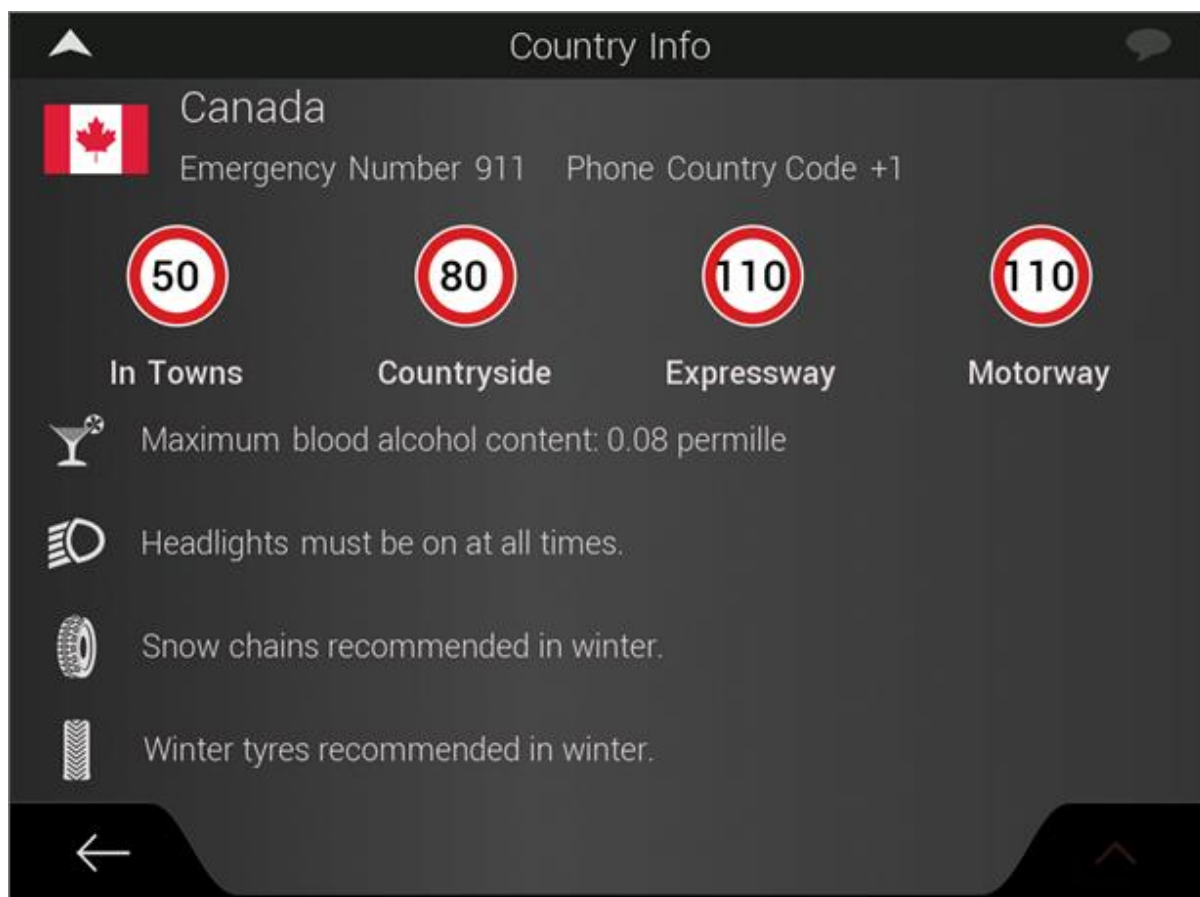 Country Info
Canada
Emergency Number 911 Phone Country Code +1
50 80 110 110
In Towns Countryside Expressway Motorway
Maximum blood alcohol content: 0.08 permille
Headlights must be on at all times.
Snow chains recommended in winter.
Winter tyres recommended in winter.